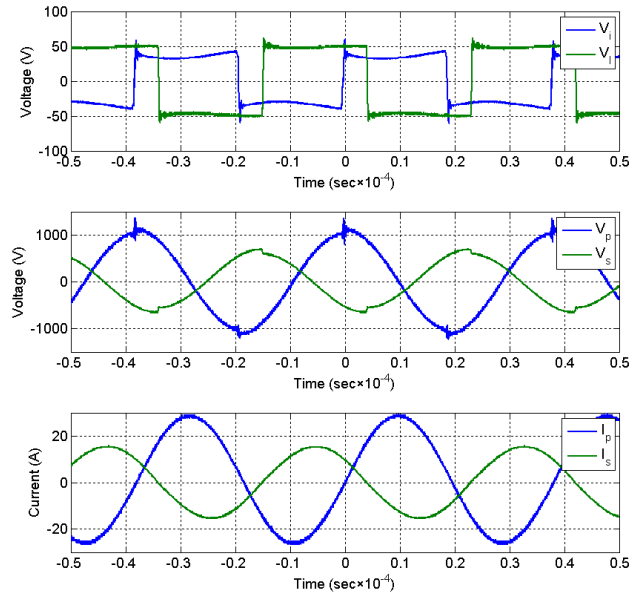 100
50
0
-50
-100
Voltage (V)
V_i
V_l
-0.5 -0.4 -0.3 -0.2 -0.1 0 0.1 0.2 0.3 0.4 0.5
Time (sec×10^-4)
1000
0
-1000
Voltage (V)
V_p
V_s
-0.5 -0.4 -0.3 -0.2 -0.1 0 0.1 0.2 0.3 0.4 0.5
Time (sec×10^-4)
20
0
-20
Current (A)
I_p
I_s
-0.5 -0.4 -0.3 -0.2 -0.1 0 0.1 0.2 0.3 0.4 0.5
Time (sec×10^-4)